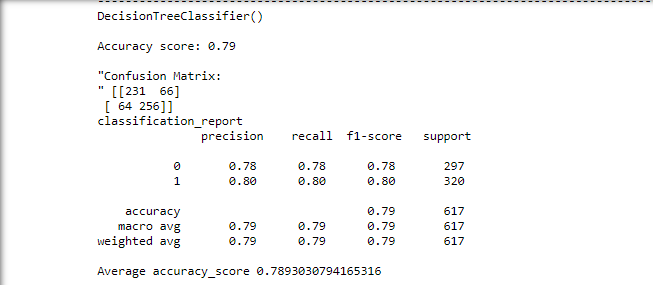 DecisionTreeClassifier()
Accuracy score: 0.79
"Confusion Matrix:
" [[231  66]
 [ 64 256]]
classification_report
              precision    recall  f1-score   support
           0       0.78      0.78      0.78       297
           1       0.80      0.80      0.80       320
    accuracy                           0.79       617
   macro avg       0.79      0.79      0.79       617
weighted avg       0.79      0.79      0.79       617
Average accuracy_score 0.7893030794165316